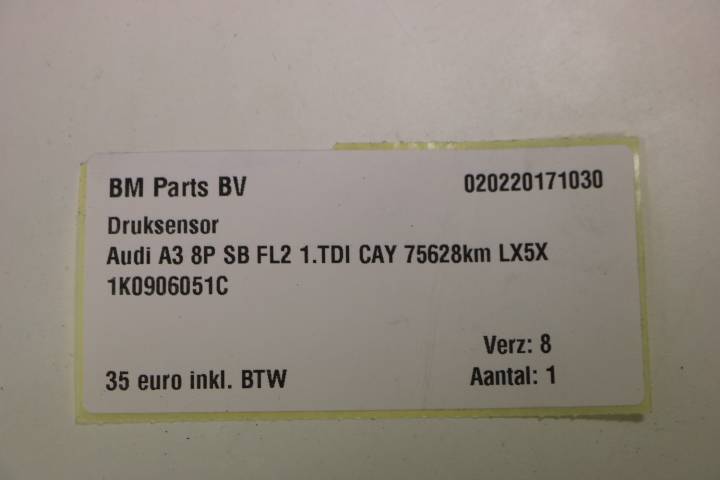 BM Parts BV 020220171030
Druksensor
Audi A3 8P SB FL2 1.TDI CAY 75628km LX5X
1K0906051C
Verz: 8
35 euro inkl. BTW Aantal: 1